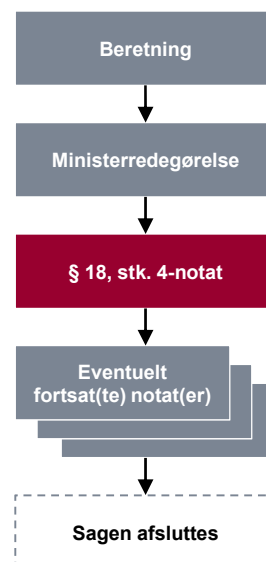 Beretning
Ministerredegørelse
§ 18, stk. 4-notat
Eventuelt
fortsat(te) notat(er)
Sagen afsluttes